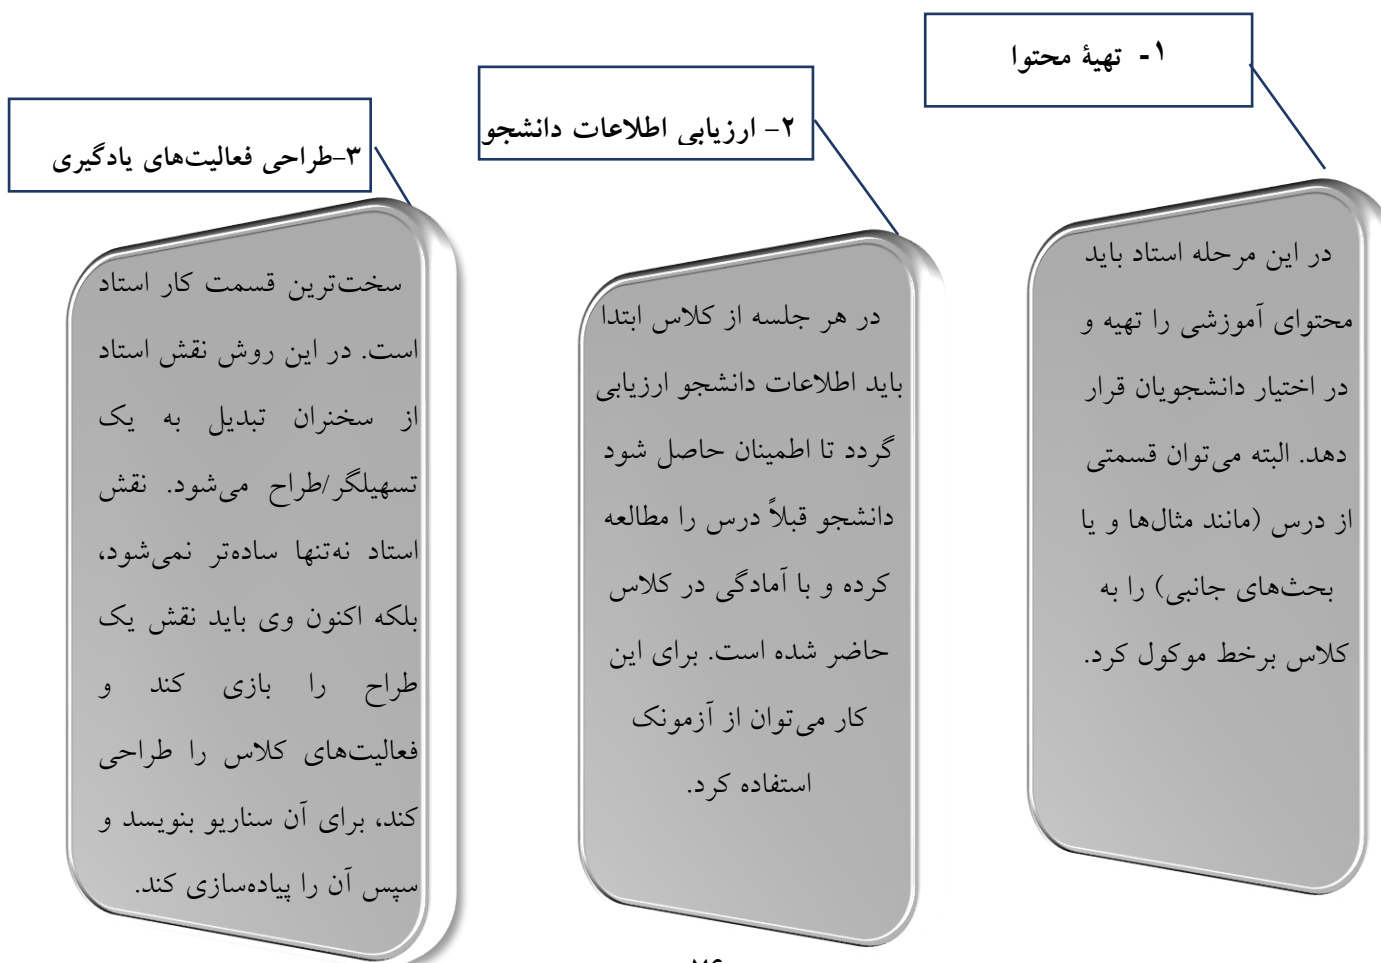 ۱- تهیۀ محتوا
در این مرحله استاد باید
محتوای آموزشی را تهیه و
در اختیار دانشجویان قرار
دهد. البته می‌توان قسمتی
از درس (مانند مثال‌ها و یا
بحث‌های جانبی) را به
کلاس برخط موکول کرد.
۲- ارزیابی اطلاعات دانشجو
در هر جلسه از کلاس ابتدا
باید اطلاعات دانشجو ارزیابی
گردد تا اطمینان حاصل شود
دانشجو قبلاً درس را مطالعه
کرده و با آمادگی در کلاس
حاضر شده است. برای این
کار می‌توان از آزمونک
استفاده کرد.
۳-طراحی فعالیت‌های یادگیری
سخت‌ترین قسمت کار استاد
است. در این روش نقش استاد
از سخنران تبدیل به یک
تسهیلگر/طراح می‌شود. نقش
استاد نه‌تنها ساده‌تر نمی‌شود،
بلکه اکنون وی باید نقش یک
طراح را بازی کند و
فعالیت‌های کلاس را طراحی
کند، برای آن سناریو بنویسد و
سپس آن را پیاده‌سازی کند.